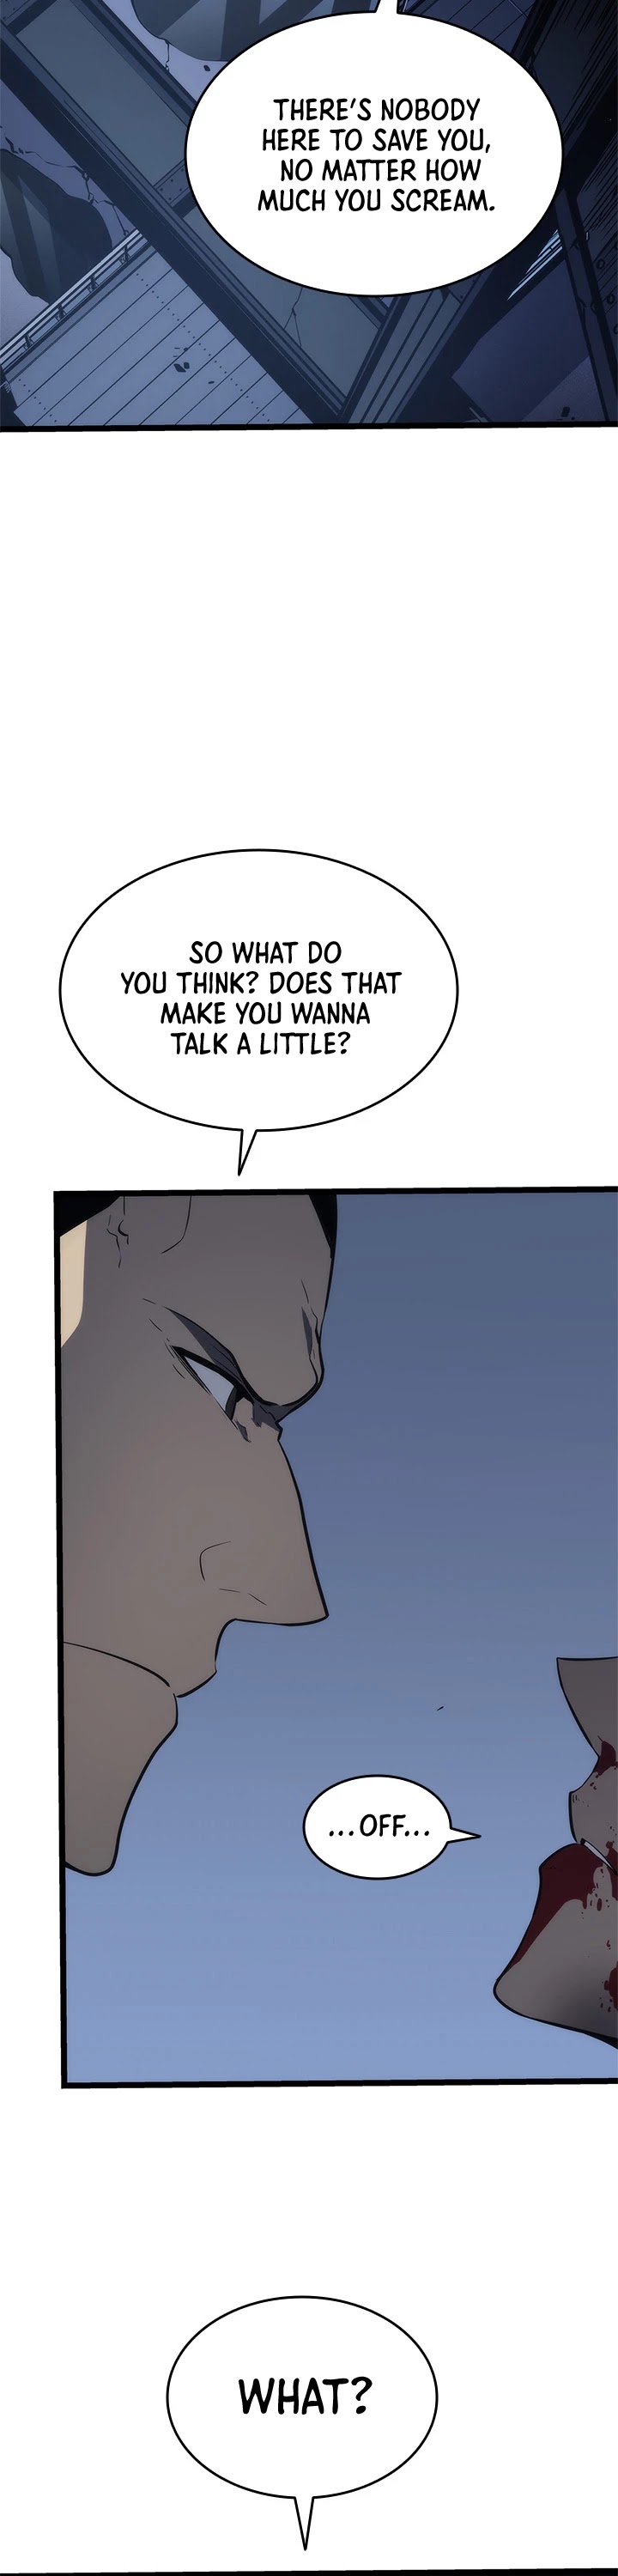 THERE'S NOBODY
HERE TO SAVE YOU,
NO MATTER HOW
MUCH YOU SCREAM.
SO WHAT DO
YOU THINK? DOES THAT
MAKE YOU WANNA
TALK A LITTLE?
...OFF...
WHAT?